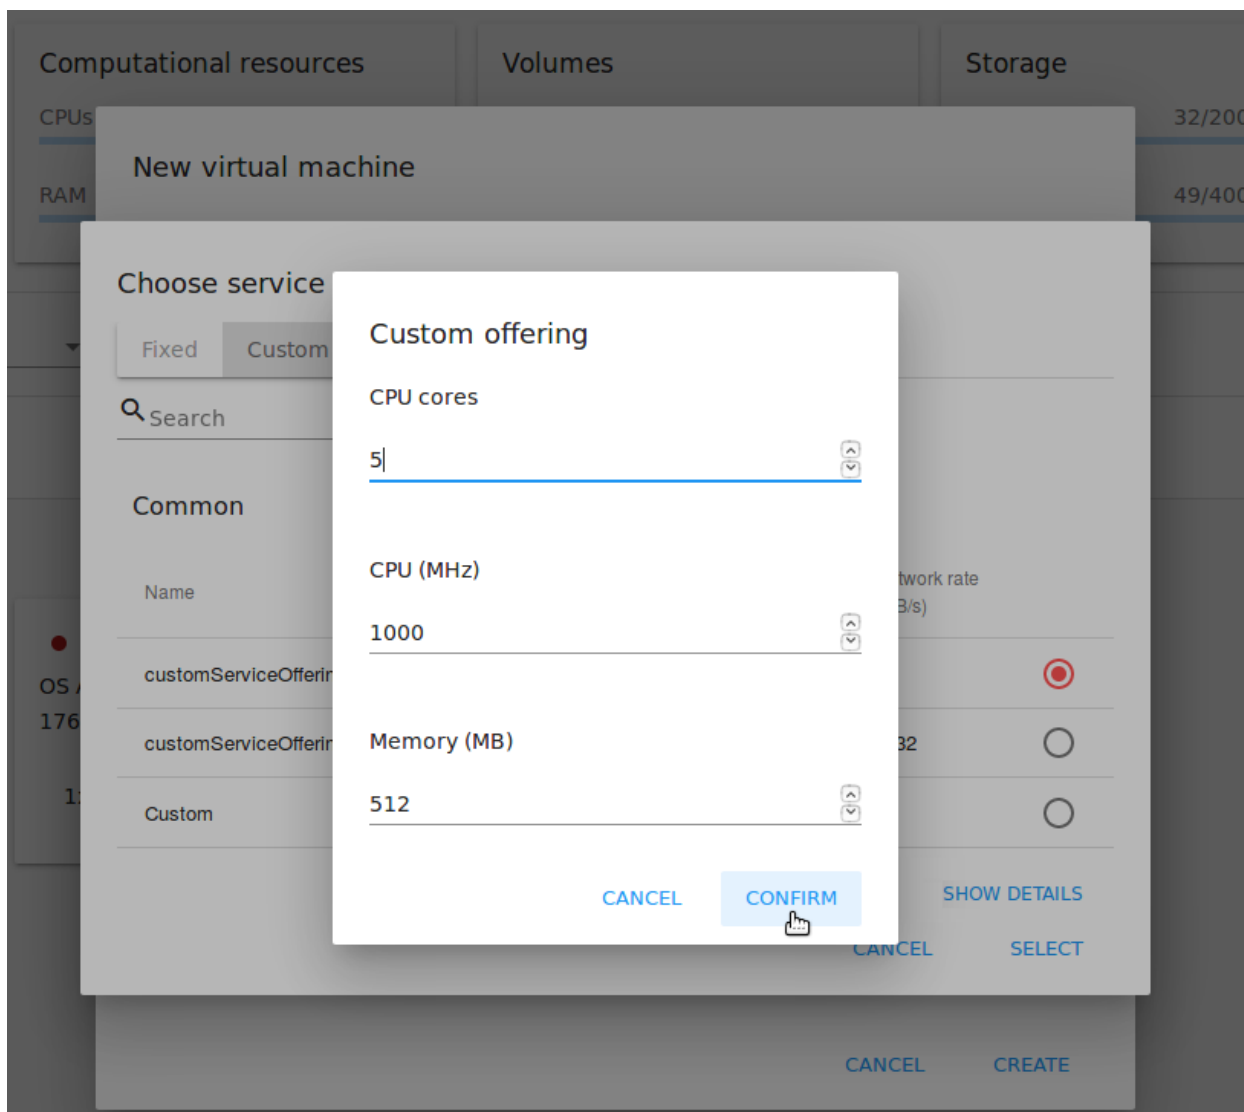 Computational resources
Volumes
Storage
CPUs
32/200
RAM
49/400
New virtual machine
Choose service
Fixed
Custom
Search
Custom offering
CPU cores
5
Common
CPU (MHz)
1000
Name
twork rate
B/s)
customServiceOfferin
customServiceOfferin
32
Custom
Memory (MB)
512
OS
176
CANCEL
CONFIRM
SHOW DETAILS
CANCEL
SELECT
CANCEL
CREATE